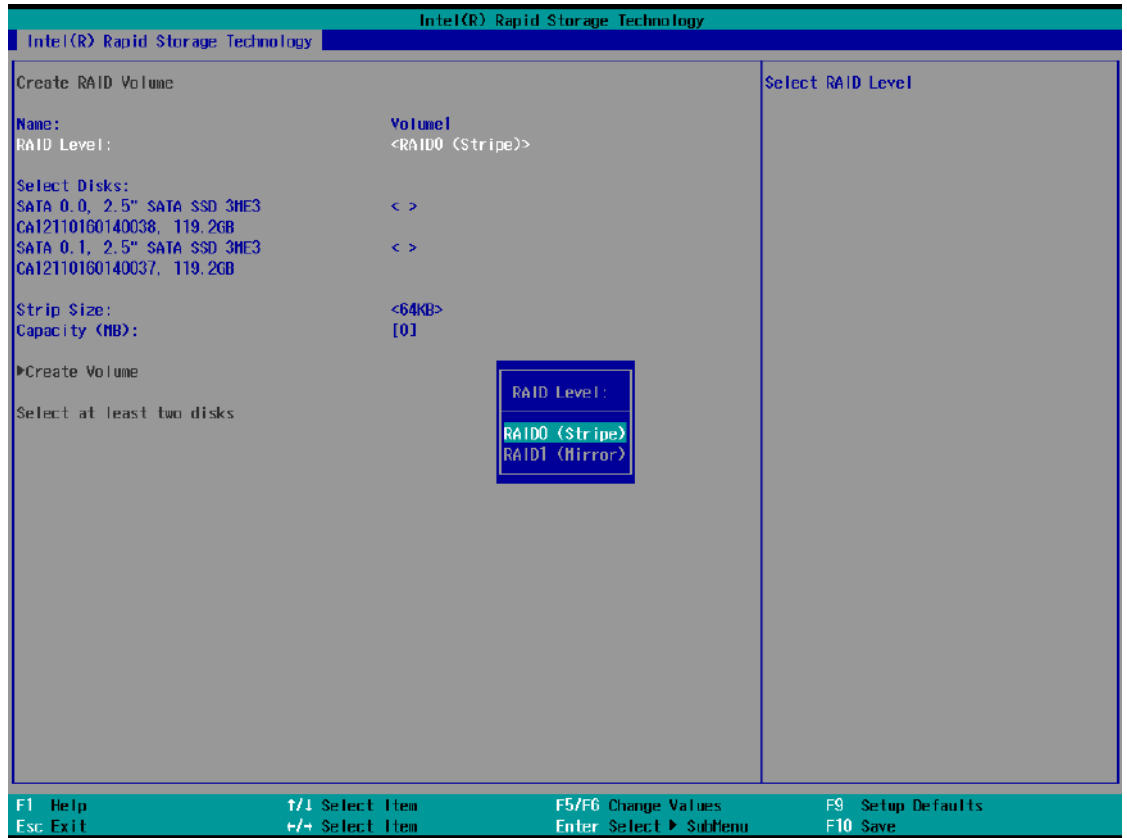 Intel(R) Rapid Storage Technology
Intel(R) Rapid Storage Technology
Create RAID Volume
Select RAID Level
Name: Volume1
RAID Level: <RAID0 (Stripe)>
Select Disks:
SATA 0.0, 2.5" SATA SSD 3ME3 < >
CA12110160140038, 119.2GB
SATA 0.1, 2.5" SATA SSD 3ME3 < >
CA12110160140037, 119.2GB
Strip Size: <64KB>
Capacity (MB): [0]
▶Create Volume
Select at least two disks
RAID Level:
RAID0 (Stripe)
RAID1 (Mirror)
F1 Help ↑/↓ Select Item F5/F6 Change Values F9 Setup Defaults
Esc Exit ←/→ Select Item Enter Select ▶ SubMenu F10 Save